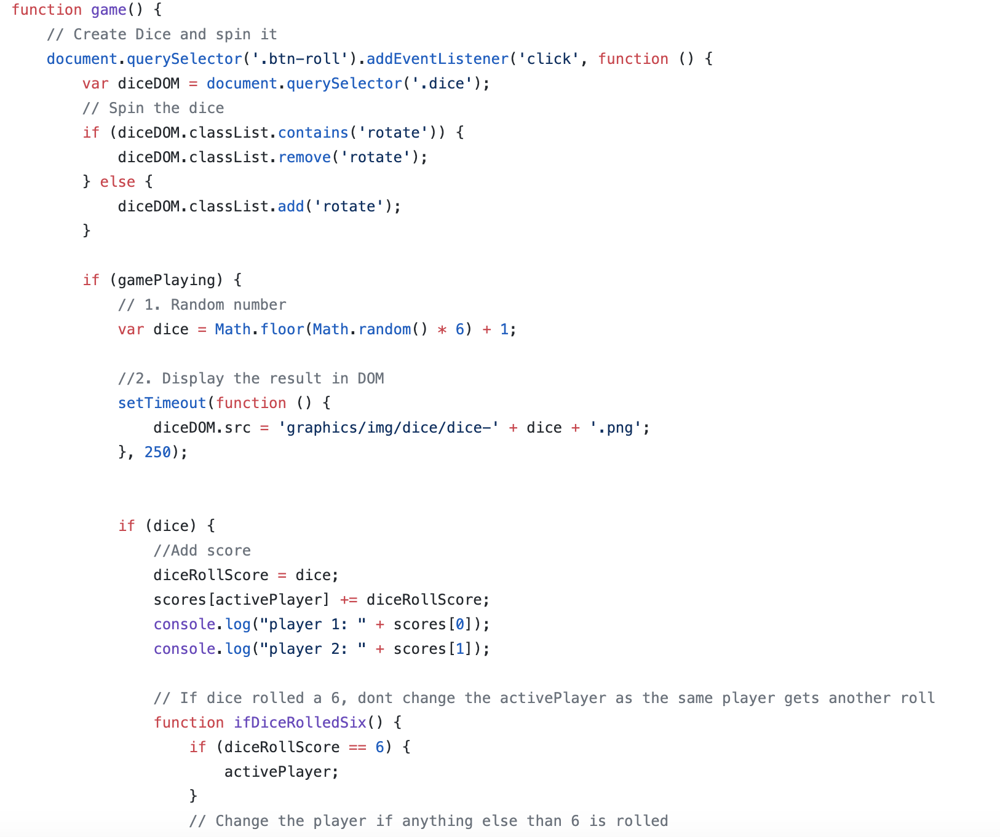 function game() {
    // Create Dice and spin it
    document.querySelector('.btn-roll').addEventListener('click', function () {
        var diceDOM = document.querySelector('.dice');
        // Spin the dice
        if (diceDOM.classList.contains('rotate')) {
            diceDOM.classList.remove('rotate');
        } else {
            diceDOM.classList.add('rotate');
        }

        if (gamePlaying) {
            // 1. Random number
            var dice = Math.floor(Math.random() * 6) + 1;

            //2. Display the result in DOM
            setTimeout(function () {
                diceDOM.src = 'graphics/img/dice/dice-' + dice + '.png';
            }, 250);


            if (dice) {
                //Add score
                diceRollScore = dice;
                scores[activePlayer] += diceRollScore;
                console.log("player 1: " + scores[0]);
                console.log("player 2: " + scores[1]);

                // If dice rolled a 6, dont change the activePlayer as the same player gets another roll
                function ifDiceRolledSix() {
                    if (diceRollScore == 6) {
                        activePlayer;
                    }
                    // Change the player if anything else than 6 is rolled